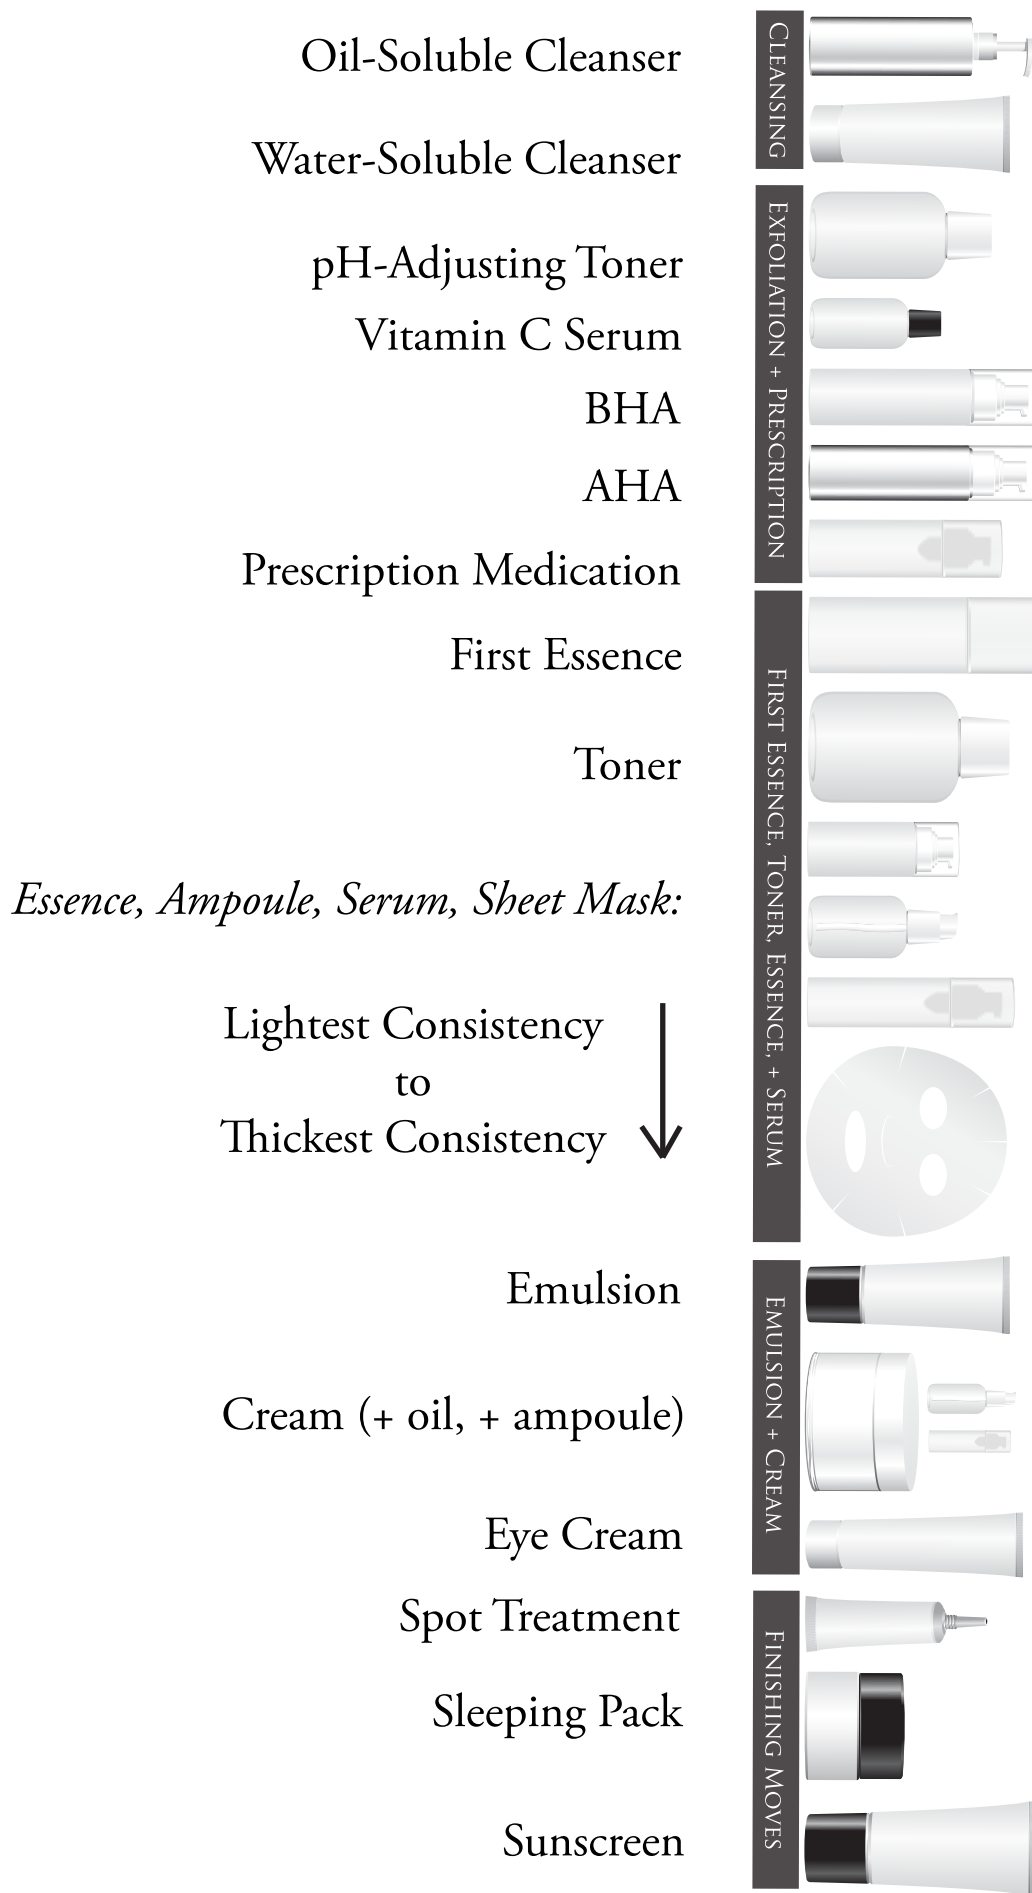 Oil-Soluble Cleanser
Water-Soluble Cleanser
CLEANSING
pH-Adjusting Toner
Vitamin C Serum
BHA
AHA
Prescription Medication
EXFOLIATION + PRESCRIPTION
First Essence
Toner
Essence, Ampoule, Serum, Sheet Mask:
Lightest Consistency
to
Thickest Consistency
FIRST ESSENCE, TONER, ESSENCE, + SERUM
Emulsion
Cream (+ oil, + ampoule)
Eye Cream
EMULSION + CREAM
Spot Treatment
Sleeping Pack
Sunscreen
FINISHING MOVES